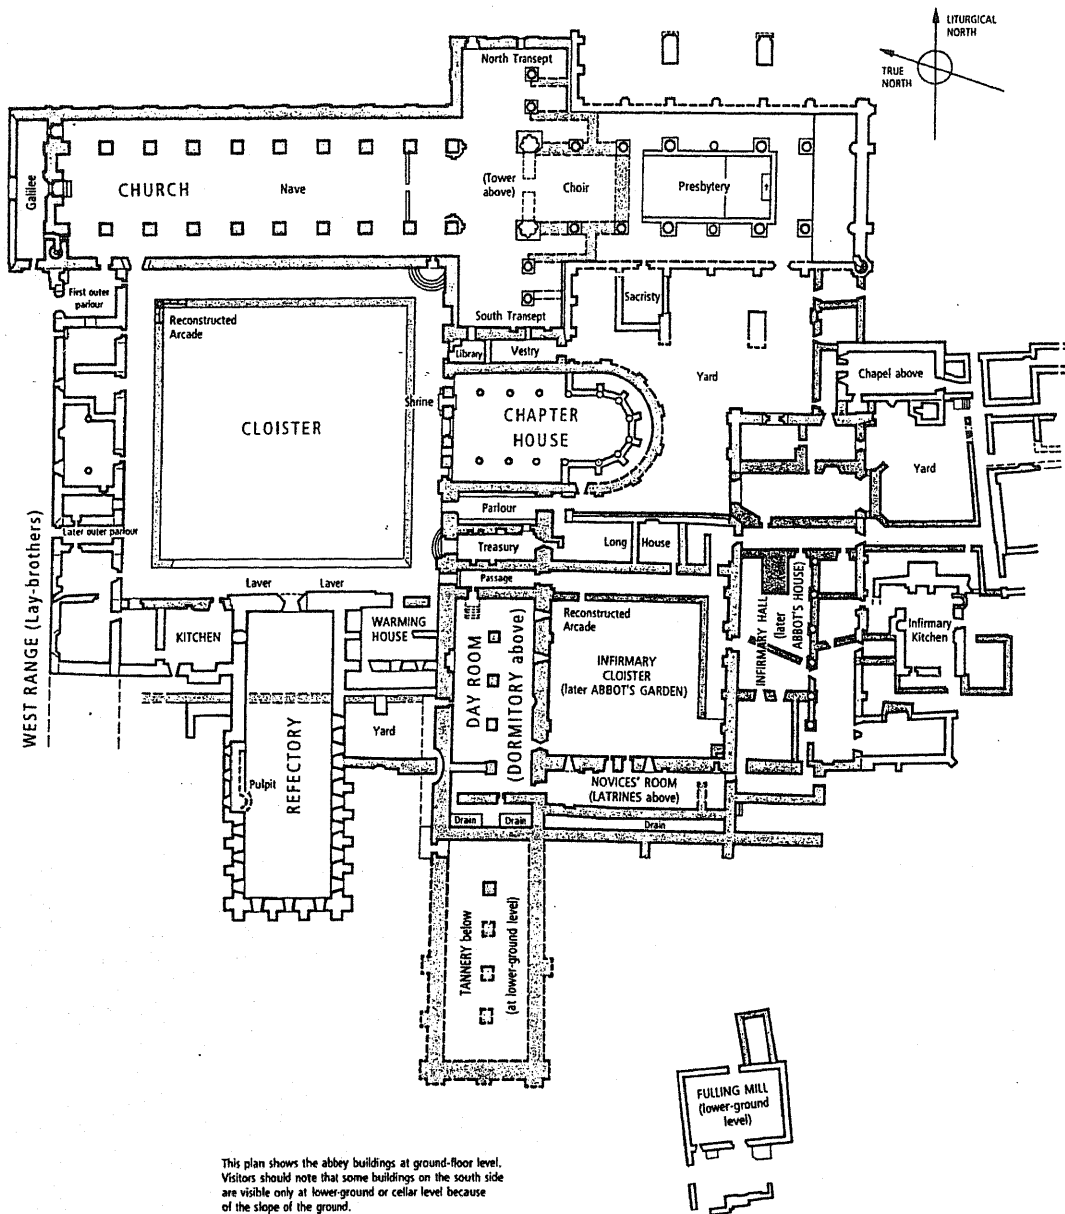 LITURGICAL
NORTH
TRUE
NORTH
North Transept
Galilee
CHURCH
Nave
(Tower
above)
Choir
Presbytery
First outer
parlour
Reconstructed
Arcade
Sacristy
South Transept
Library
Vestry
Yard
Chapel above
Shrine
CLOISTER
CHAPTER
HOUSE
Yard
Parlour
Later outer parlour
Treasury
Long
House
Passage
Laver
Laver
WEST RANGE (Lay-brothers)
KITCHEN
WARMING
HOUSE
Reconstructed
Arcade
INFIRMARY
CLOISTER
(later ABBOT'S GARDEN)
INFIRMARY HALL
(later
ABBOT'S HOUSE)
Infirmary
Kitchen
DAY ROOM
(DORMITORY above)
Yard
REFECTORY
Pulpit
NOVICES' ROOM
(LATRINES above)
Drain
Drain
Drain
TANNERY below
(at lower-ground level)
FULLING MILL
(lower-ground
level)
This plan shows the abbey buildings at ground-floor level.
Visitors should note that some buildings on the south side
are visible only at lower-ground or cellar level because
of the slope of the ground.